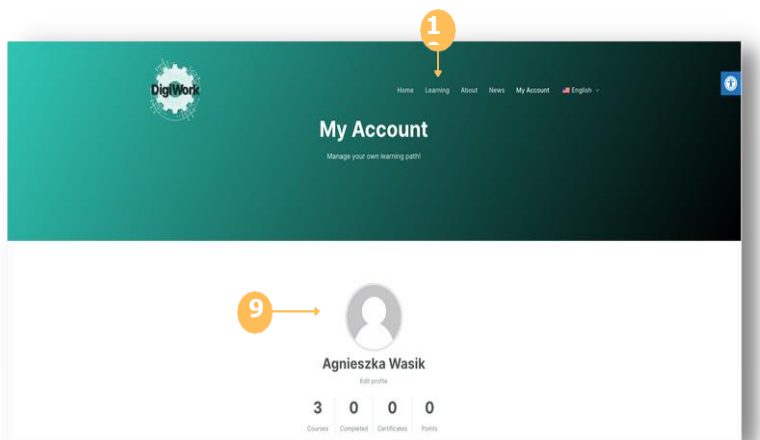 1
DigiWork
Home Learning About News My Account English
My Account
Manage your own learning path!
9
Agnieszka Wasik
Edit profile
3 0 0 0
Courses Completed Certificates Points